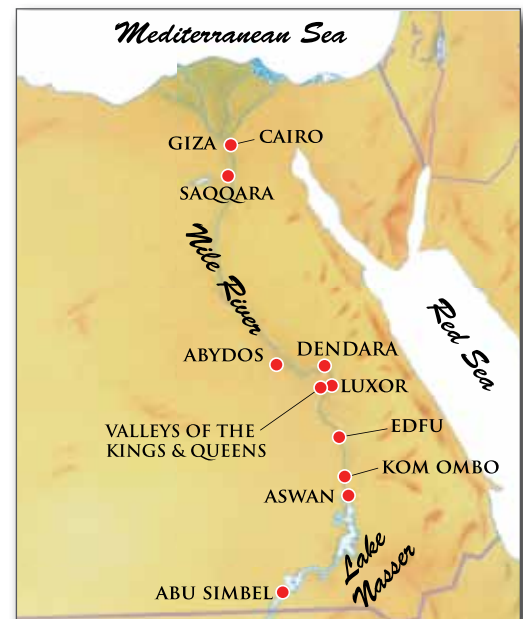 Mediterranean Sea
GIZA
CAIRO
SAQQARA
Nile River
Red Sea
ABYDOS
DENDARA
LUXOR
VALLEYS OF THE
KINGS & QUEENS
EDFU
KOM OMBO
ASWAN
Lake
Nasser
ABU SIMBEL